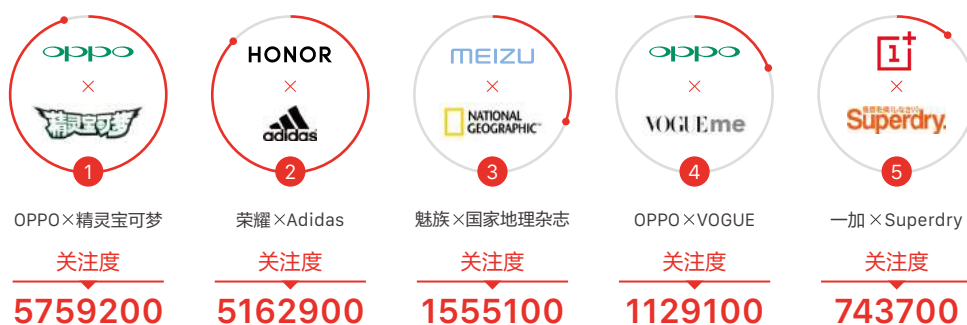 oppo
×
精灵宝可梦
1
OPPO×精灵宝可梦
关注度
5759200
HONOR
×
adidas
2
荣耀×Adidas
关注度
5162900
MEIZU
×
NATIONAL
GEOGRAPHIC
3
魅族×国家地理杂志
关注度
1555100
oppo
×
VOGUEme
4
OPPO×VOGUE
关注度
1129100
1+
×
Superdry.
5
一加×Superdry
关注度
743700